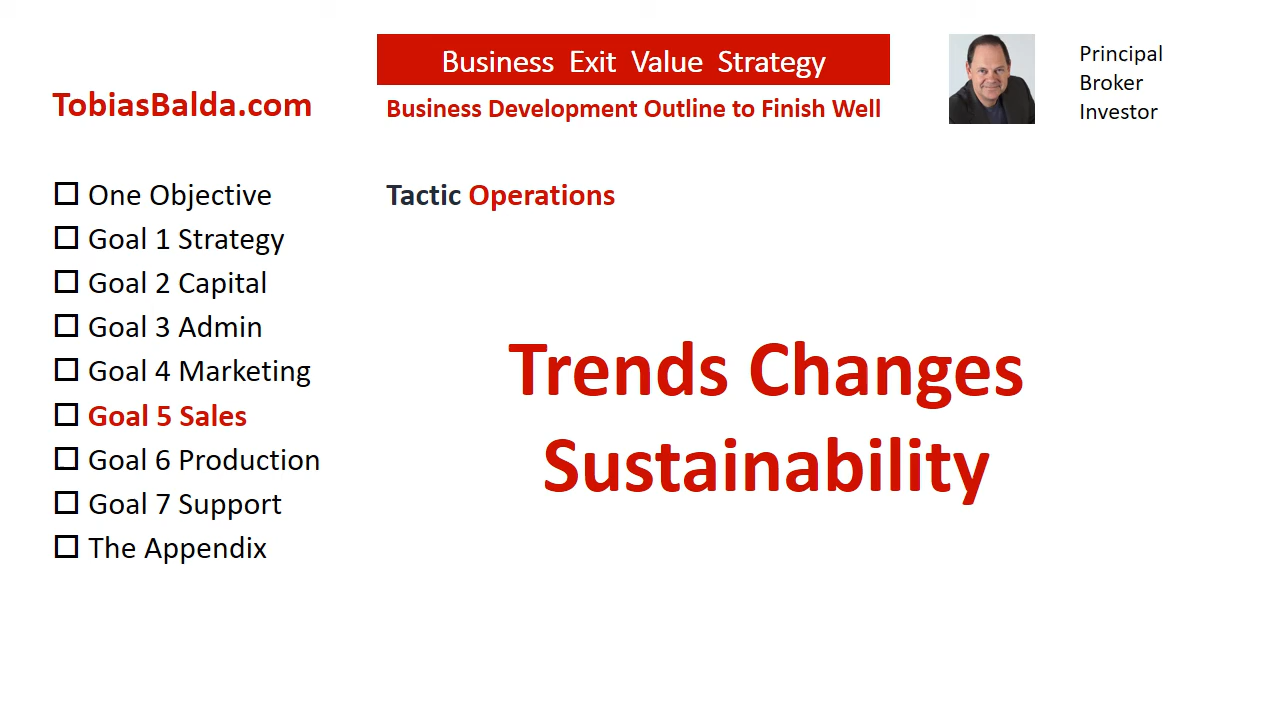 Business Exit Value Strategy
TobiasBalda.com
Business Development Outline to Finish Well
Principal
Broker
Investor
One Objective
Goal 1 Strategy
Goal 2 Capital
Goal 3 Admin
Goal 4 Marketing
Goal 5 Sales
Goal 6 Production
Goal 7 Support
The Appendix
Tactic Operations
Trends Changes
Sustainability